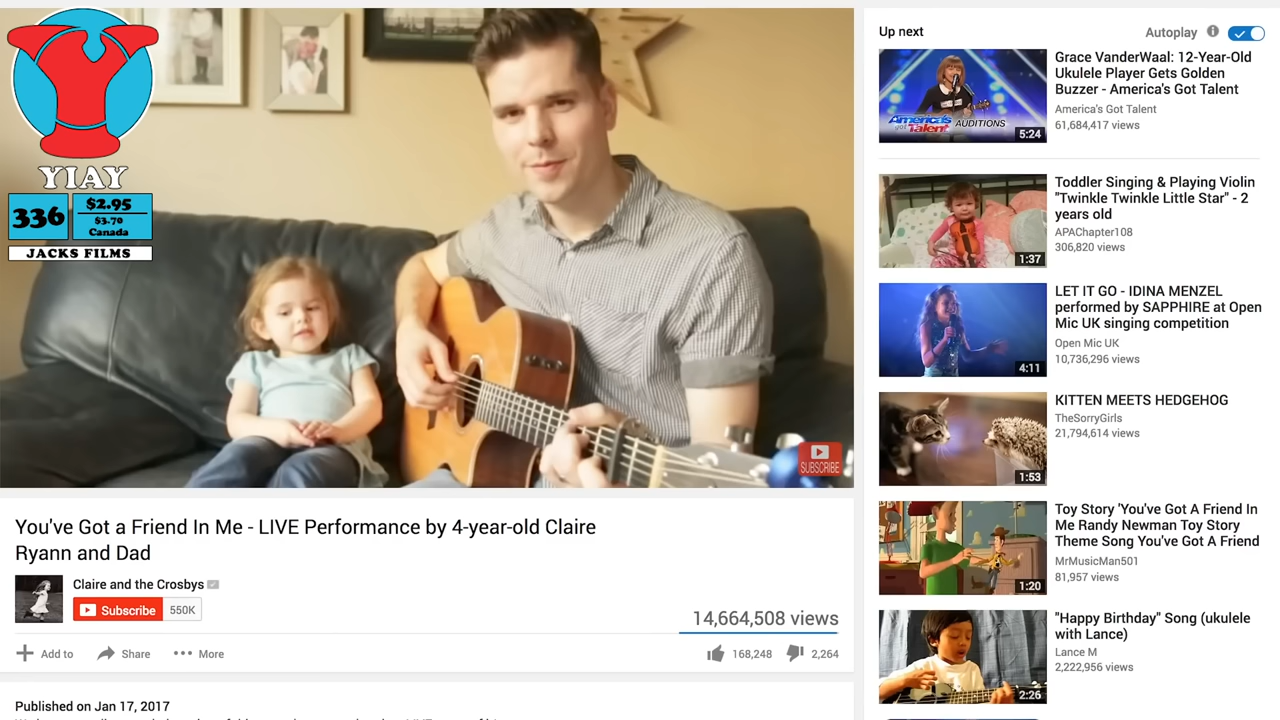 YIAY
336
$2.95
$3.70
Canada
JACKS FILMS
SUBSCRIBE
You've Got a Friend In Me - LIVE Performance by 4-year-old Claire
Ryann and Dad
Claire and the Crosbys
Subscribe
550K
14,664,508 views
Add to
Share
More
168,248
2,264
Published on Jan 17, 2017
Up next
Autoplay
Grace VanderWaal: 12-Year-Old
Ukulele Player Gets Golden
Buzzer - America's Got Talent
America's Got Talent
61,684,417 views
America's
got Talent
AUDITIONS
5:24
Toddler Singing & Playing Violin
"Twinkle Twinkle Little Star" - 2
years old
APAChapter108
306,820 views
1:37
LET IT GO - IDINA MENZEL
performed by SAPPHIRE at Open
Mic UK singing competition
Open Mic UK
10,736,296 views
4:11
KITTEN MEETS HEDGEHOG
TheSorryGirls
21,794,614 views
1:53
Toy Story 'You've Got A Friend In
Me Randy Newman Toy Story
Theme Song You've Got A Friend
MrMusicMan501
81,957 views
1:20
"Happy Birthday" Song (ukulele
with Lance)
Lance M
2,222,956 views
2:26